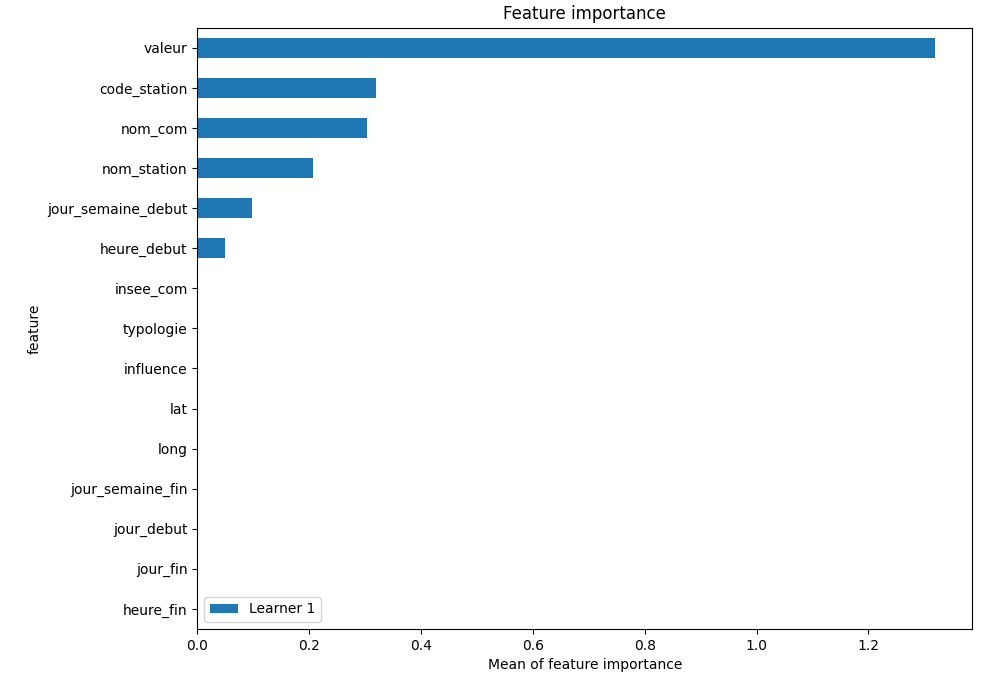 Feature importance
valeur
code_station
nom_com
nom_station
jour_semaine_debut
heure_debut
insee_com
typologie
influence
lat
long
jour_semaine_fin
jour_debut
jour_fin
heure_fin
feature
Learner 1
0.0 0.2 0.4 0.6 0.8 1.0 1.2
Mean of feature importance